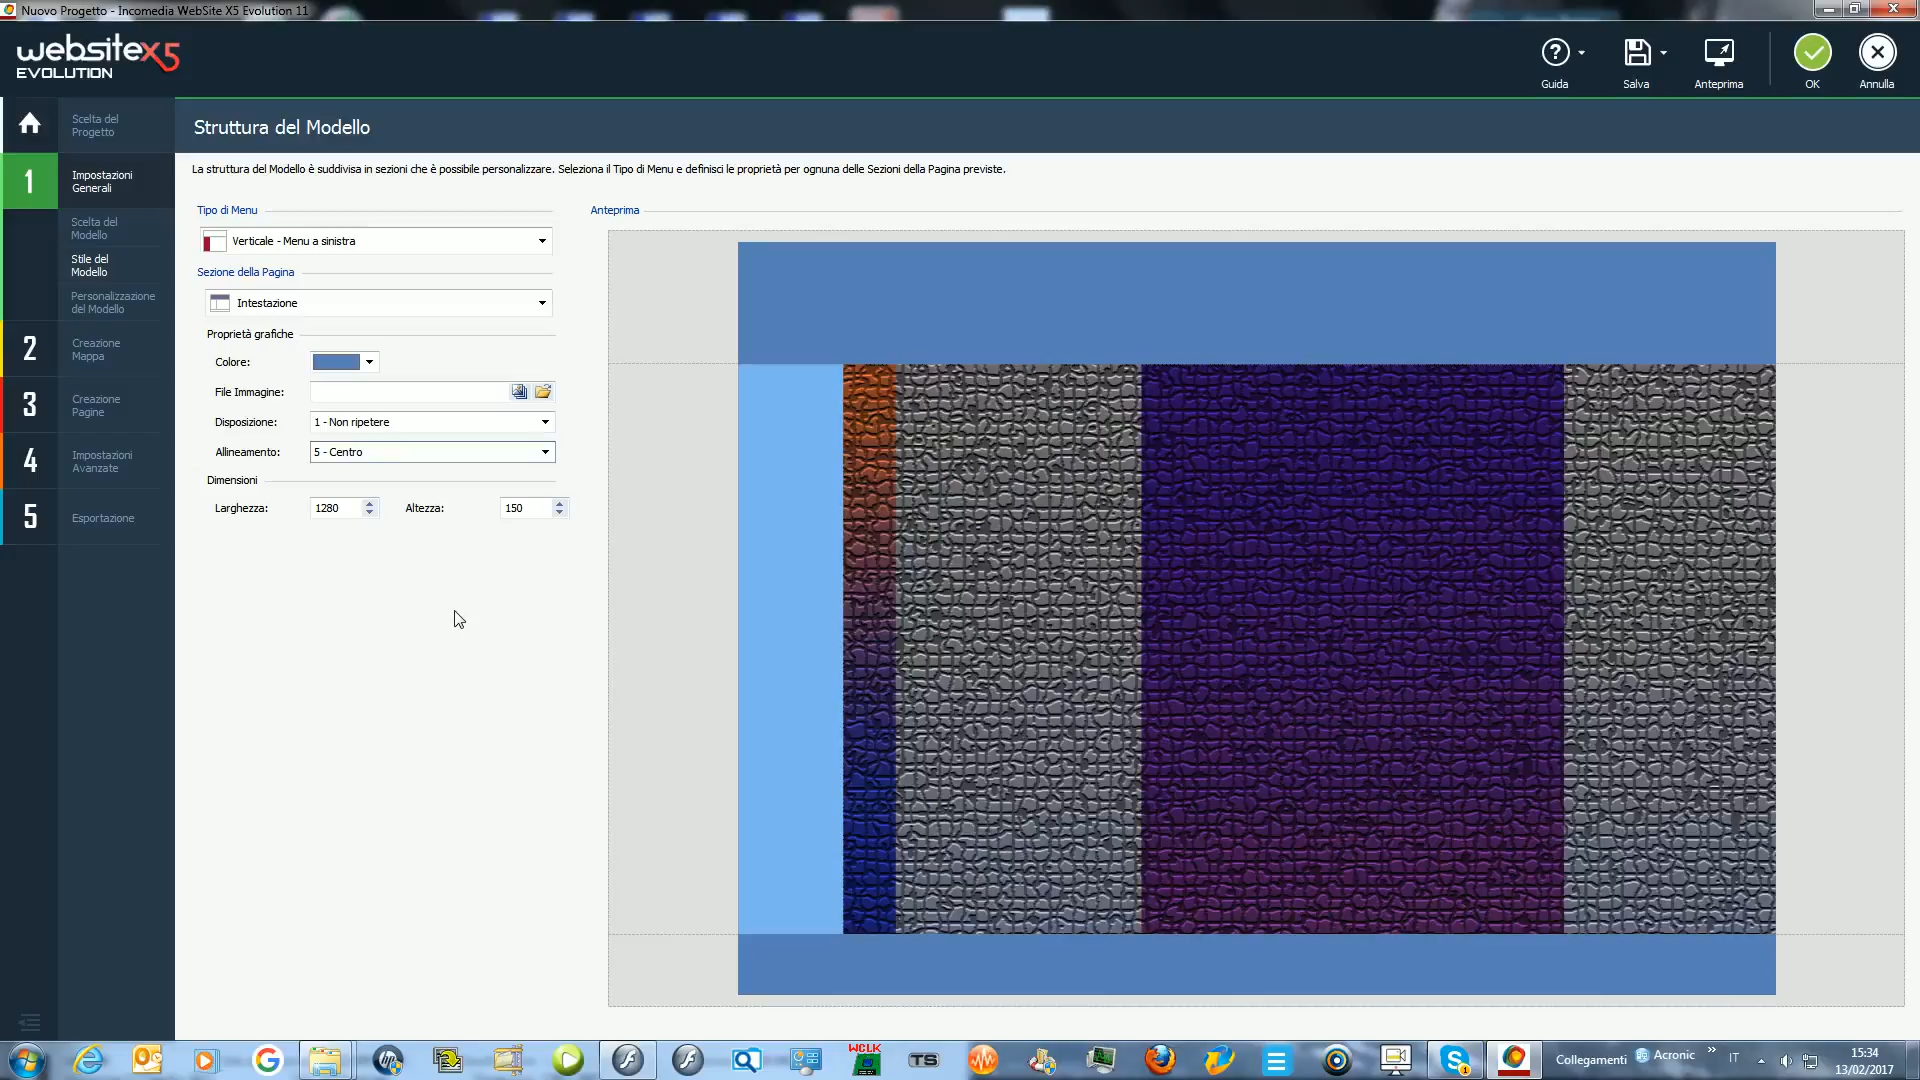 Nuovo Progetto - Incomedia WebSite X5 Evolution 11
websitex5
EVOLUTION
Guida
Salva
Anteprima
OK
Annulla
Scelta del
Progetto
1
Impostazioni
Generali
Scelta del
Modello
Stile del
Modello
Personalizzazione
del Modello
2
Creazione
Mappa
3
Creazione
Pagine
4
Impostazioni
Avanzate
5
Esportazione
Struttura del Modello
La struttura del Modello è suddivisa in sezioni che è possibile personalizzare. Seleziona il Tipo di Menu e definisci le proprietà per ognuna delle Sezioni della Pagina previste.
Tipo di Menu
Verticale - Menu a sinistra
Sezione della Pagina
Intestazione
Proprietà grafiche
Colore:
File Immagine:
Disposizione:
1 - Non ripetere
Allineamento:
5 - Centro
Dimensioni
Larghezza:
1280
Altezza:
150
Anteprima
WCLK
TS
Collegamenti
Acronic
»
IT
15:34
13/02/2017